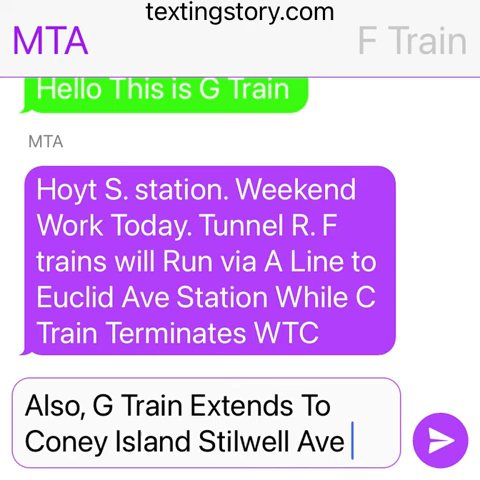 textingstory.com
MTA
F Train
Hello This is G Train
MTA
Hoyt S. station. Weekend
Work Today. Tunnel R. F
trains will Run via A Line to
Euclid Ave Station While C
Train Terminates WTC
Also, G Train Extends To
Coney Island Stilwell Ave